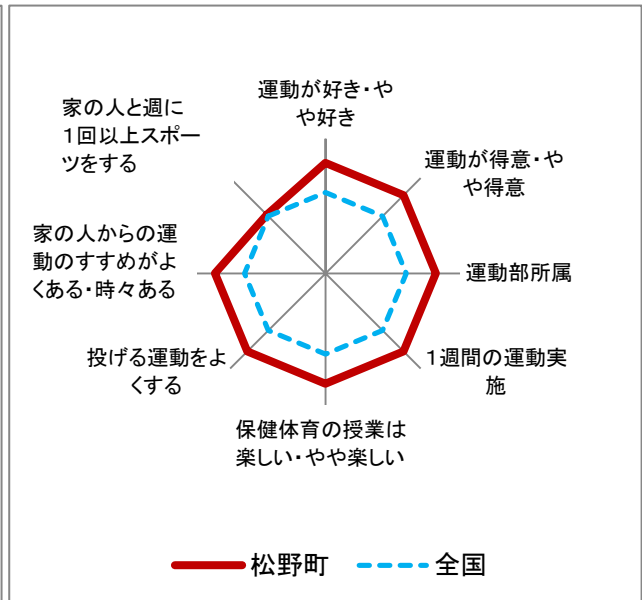 運動が好き・や
や好き
運動が得意・や
や得意
運動部所属
１週間の運動実
施
保健体育の授業は
楽しい・やや楽しい
投げる運動をよ
くする
家の人からの運
動のすすめがよ
くある・時々ある
家の人と週に
１回以上スポー
ツをする
松野町
全国